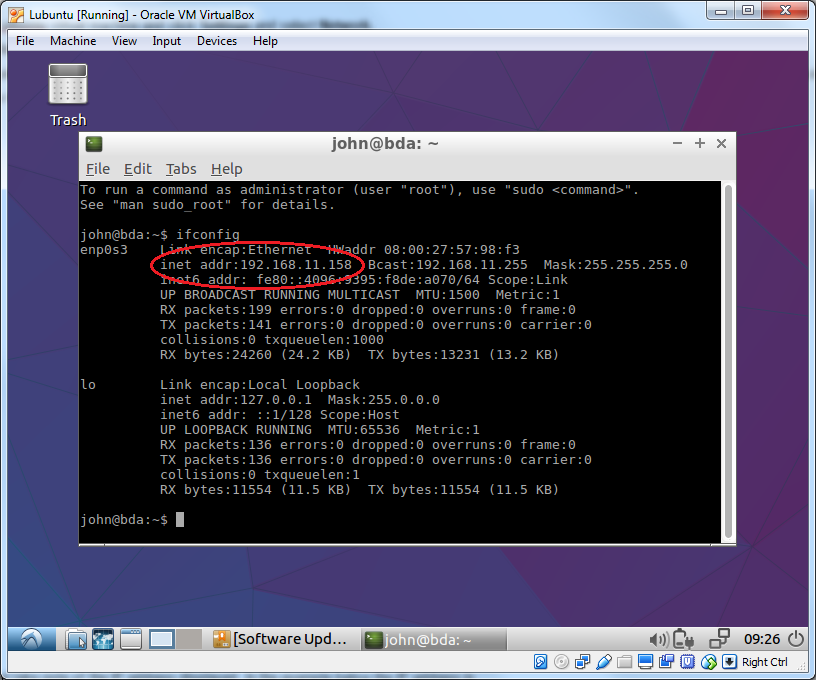 Lubuntu [Running] - Oracle VM VirtualBox
File Machine View Input Devices Help
Trash
john@bda: ~
File Edit Tabs Help
To run a command as administrator (user "root"), use "sudo <command>".
See "man sudo_root" for details.
john@bda:~$ ifconfig
enp0s3 Link encap:Ethernet HWaddr 08:00:27:57:98:f3
inet addr:192.168.11.158 Bcast:192.168.11.255 Mask:255.255.255.0
inet6 addr: fe80::4096:9395:f8de:a070/64 Scope:Link
UP BROADCAST RUNNING MULTICAST MTU:1500 Metric:1
RX packets:199 errors:0 dropped:0 overruns:0 frame:0
TX packets:141 errors:0 dropped:0 overruns:0 carrier:0
collisions:0 txqueuelen:1000
RX bytes:24260 (24.2 KB) TX bytes:13231 (13.2 KB)
lo Link encap:Local Loopback
inet addr:127.0.0.1 Mask:255.0.0.0
inet6 addr: ::1/128 Scope:Host
UP LOOPBACK RUNNING MTU:65536 Metric:1
RX packets:136 errors:0 dropped:0 overruns:0 frame:0
TX packets:136 errors:0 dropped:0 overruns:0 carrier:0
collisions:0 txqueuelen:1
RX bytes:11554 (11.5 KB) TX bytes:11554 (11.5 KB)
john@bda:~$
[Software Upd... john@bda: ~ 09:26
Right Ctrl